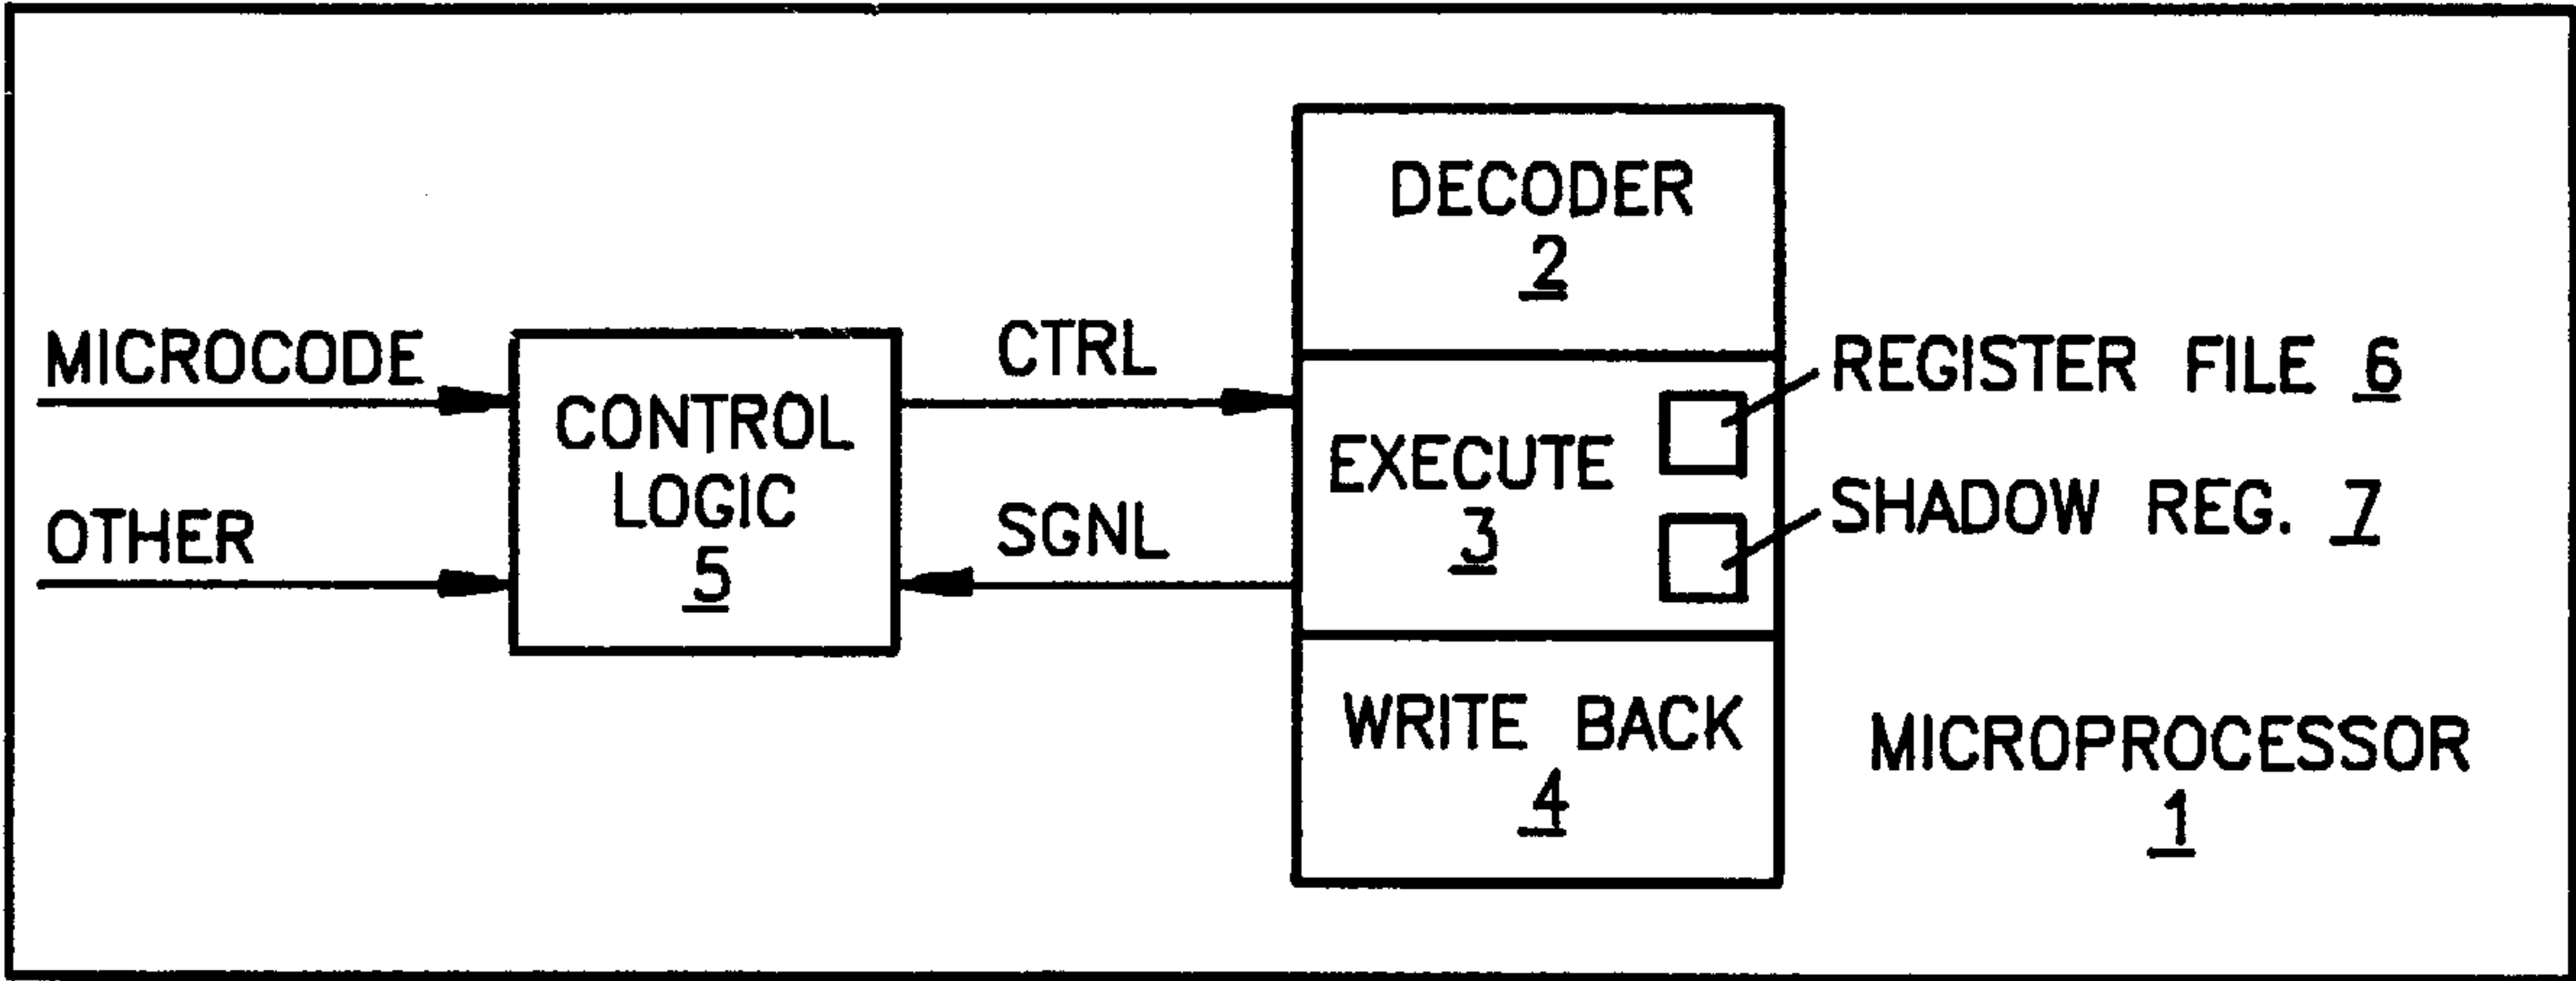 MICROCODE
OTHER
CONTROL
LOGIC
5
CTRL
SGNL
DECODER
2
EXECUTE
3
WRITE BACK
4
REGISTER FILE 6
SHADOW REG. 7
MICROPROCESSOR
1